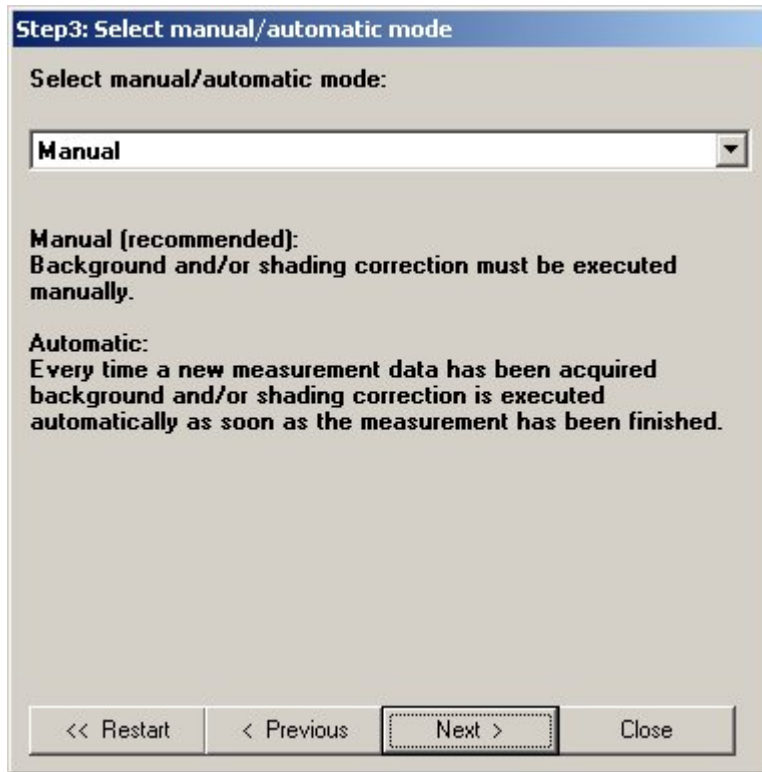 Step3: Select manual/automatic mode
Select manual/automatic mode:
Manual
Manual (recommended):
Background and/or shading correction must be executed
manually.
Automatic:
Every time a new measurement data has been acquired
background and/or shading correction is executed
automatically as soon as the measurement has been finished.
<< Restart
< Previous
Next >
Close